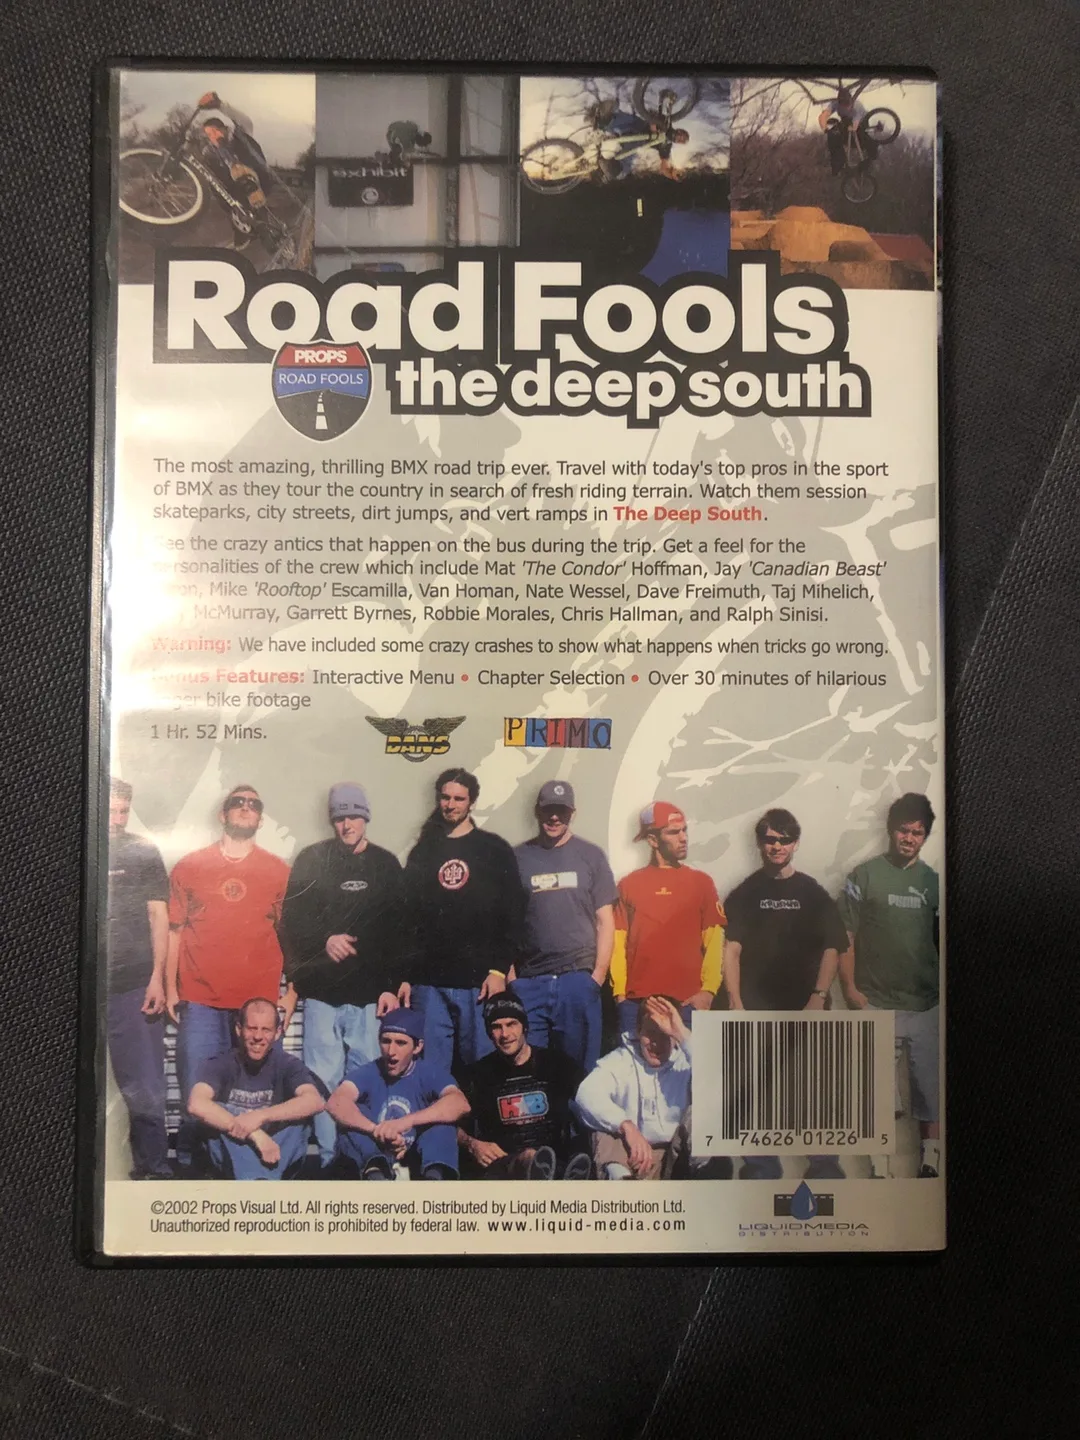 exhibit
Road Fools
PROPS
ROAD FOOLS
the deep south
The most amazing, thrilling BMX road trip ever. Travel with today's top pros in the sport
of BMX as they tour the country in search of fresh riding terrain. Watch them session
skateparks, city streets, dirt jumps, and vert ramps in The Deep South.
See the crazy antics that happen on the bus during the trip. Get a feel for the
personalities of the crew which include Mat 'The Condor' Hoffman, Jay 'Canadian Beast'
Mike 'Rooftop' Escamilla, Van Homan, Nate Wessel, Dave Freimuth, Taj Mihelich,
McMurray, Garrett Byrnes, Robbie Morales, Chris Hallman, and Ralph Sinisi.
Warning: We have included some crazy crashes to show what happens when tricks go wrong.
Bonus Features: Interactive Menu • Chapter Selection • Over 30 minutes of hilarious
bike footage
1 Hr. 52 Mins.
DANS
PRIMO
PUMA
HB
7 74626 01226 5
©2002 Props Visual Ltd. All rights reserved. Distributed by Liquid Media Distribution Ltd.
Unauthorized reproduction is prohibited by federal law. www.liquid-media.com
LIQUIDMEDIA
DISTRIBUTION